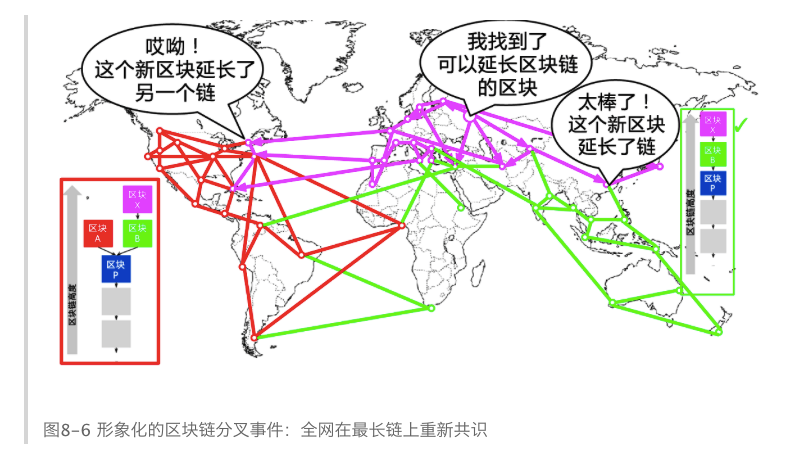 哎呦！
这个新区块延长了
另一个链
我找到了
可以延长区块链
的区块
太棒了！
这个新区块
延长了链
区块
X
区块
B
区块
P
区块链高度
区块
X
区块
A
区块
B
区块
P
区块链高度
图8-6 形象化的区块链分叉事件：全网在最长链上重新共识